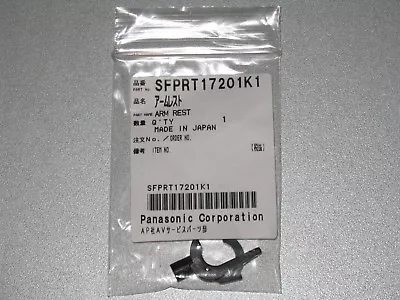 品番
PART No. SFPRT17201K1
品名 アームレスト
PART NAME ARM REST
数量 Q'TY 1
MADE IN JAPAN
注文No./ORDER NO.
備考 ITEM NO.
SFPRT17201K1
Panasonic Corporation
AP社AVサービスパーツ部